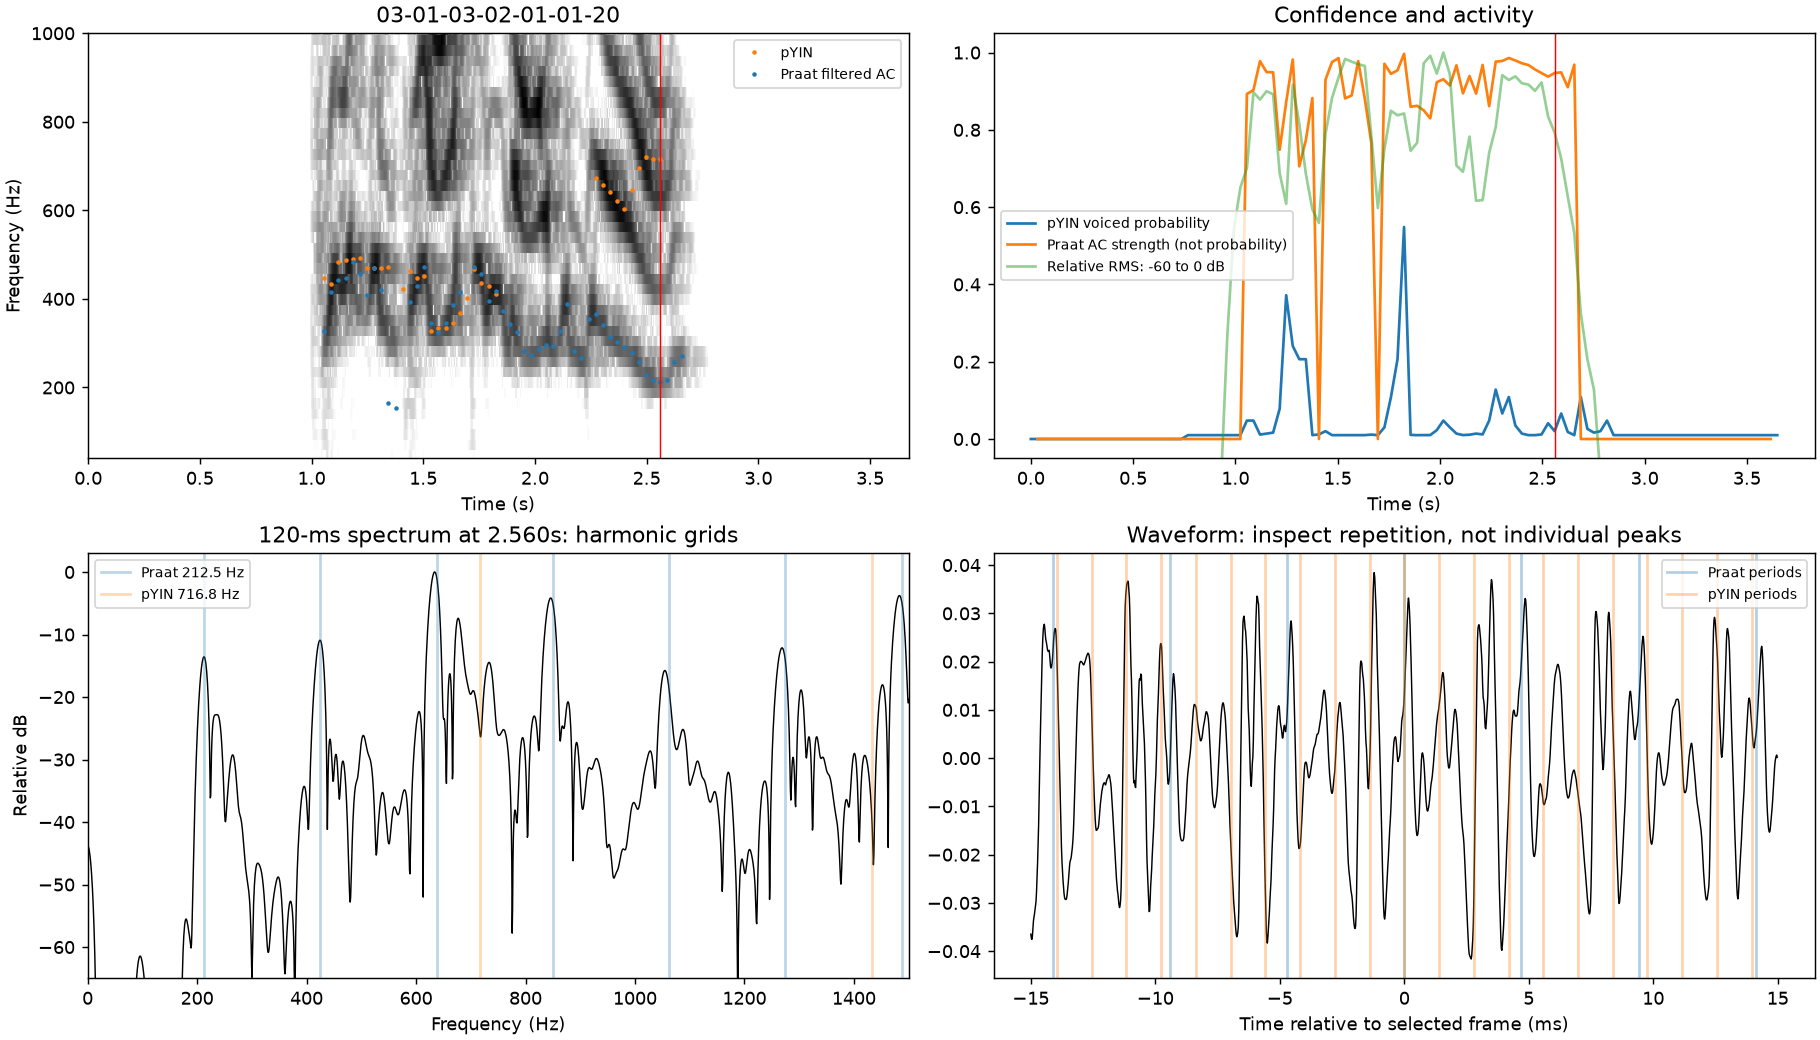 03-01-03-02-01-01-20
1000
800
600
400
200
Frequency (Hz)
0.0 0.5 1.0 1.5 2.0 2.5 3.0 3.5
Time (s)
pYIN
Praat filtered AC
Confidence and activity
1.0
0.8
0.6
0.4
0.2
0.0
pYIN voiced probability
Praat AC strength (not probability)
Relative RMS: -60 to 0 dB
0.0 0.5 1.0 1.5 2.0 2.5 3.0 3.5
Time (s)
120-ms spectrum at 2.560s: harmonic grids
0
−10
−20
−30
−40
−50
−60
Relative dB
Praat 212.5 Hz
pYIN 716.8 Hz
0 200 400 600 800 1000 1200 1400
Frequency (Hz)
Waveform: inspect repetition, not individual peaks
0.04
0.03
0.02
0.01
0.00
−0.01
−0.02
−0.03
−0.04
Praat periods
pYIN periods
−15 −10 −5 0 5 10 15
Time relative to selected frame (ms)